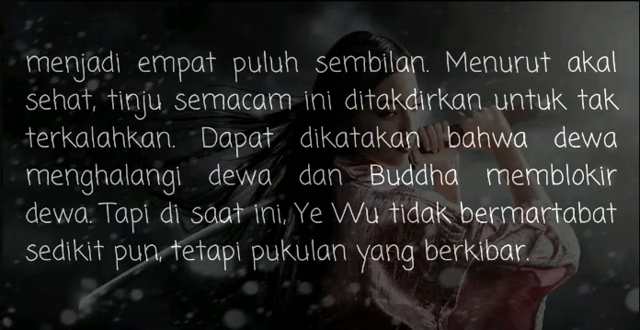 menjadi empat puluh sembilan. Menurut akal
sehat, tinju semacam ini ditakdirkan untuk tak
terkalahkan. Dapat dikatakan bahwa dewa
menghalangi dewa dan Buddha memblokir
dewa. Tapi di saat ini, Ye Wu tidak bermartabat
sedikit pun, tetapi pukulan yang berkibar.